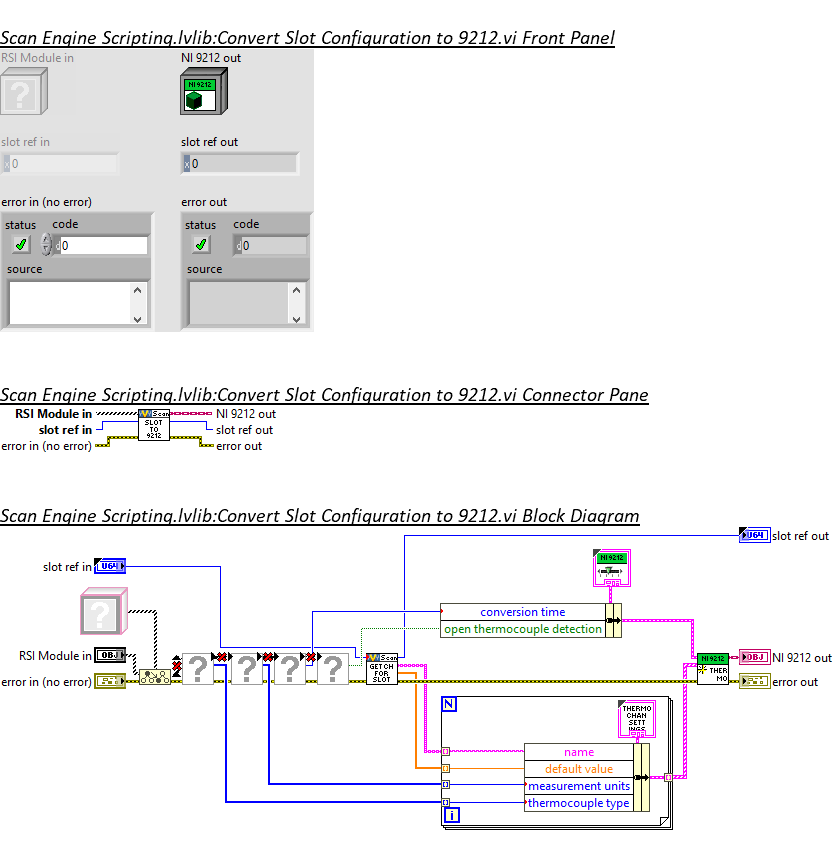 Scan Engine Scripting.lvlib:Convert Slot Configuration to 9212.vi Front Panel
RSI Module in
NI 9212 out
?
NI 9212
slot ref in
slot ref out
x 0
x 0
error in (no error)
error out
status code
status code
d 0
d 0
source
source
Scan Engine Scripting.lvlib:Convert Slot Configuration to 9212.vi Connector Pane
RSI Module in
Scan
NI 9212 out
slot ref in
SLOT
TO
9212
slot ref out
error in (no error)
error out
Scan Engine Scripting.lvlib:Convert Slot Configuration to 9212.vi Block Diagram
U64
slot ref out
slot ref in
U64
NI 9212
?
conversion time
open thermocouple detection
RSI Module in
OBJ
? ? ? ?
Scan
GET CH
FOR
SLOT
NI 9212
THER
MO
OBJ
NI 9212 out
error in (no error)
error out
N
THERMO
CHAN
SETT
INGS
name
default value
measurement units
thermocouple type
i